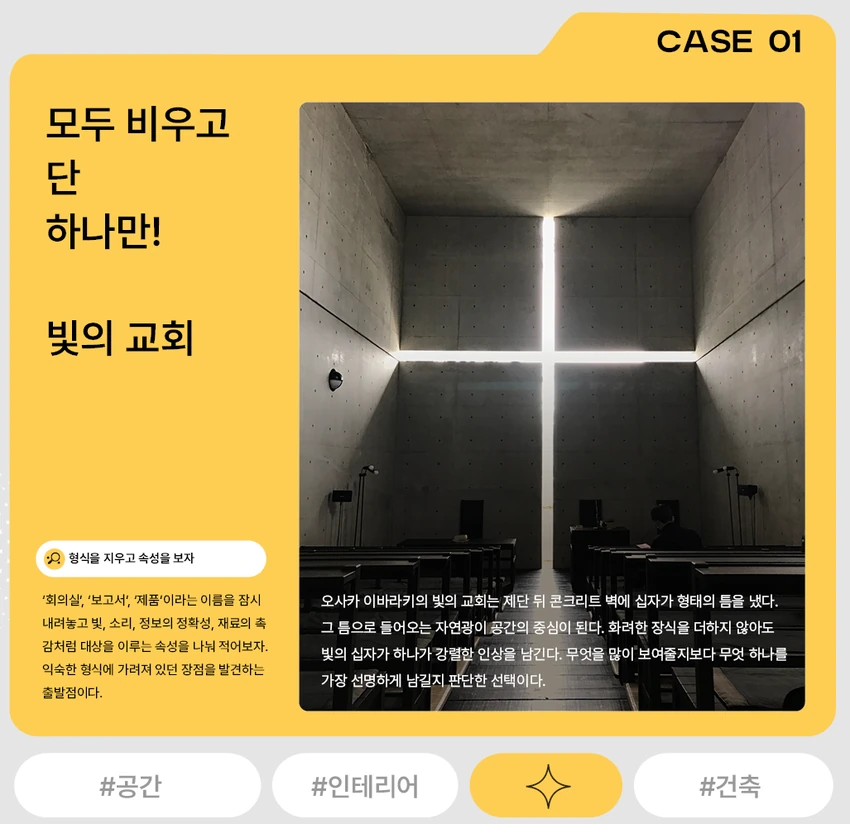 CASE 01
모두 비우고
단
하나만!
빛의 교회
형식을 지우고 속성을 보자
‘회의실’, ‘보고서’, ‘제품’이라는 이름을 잠시
내려놓고 빛, 소리, 정보의 정확성, 재료의 촉
감처럼 대상을 이루는 속성을 나눠 적어보자.
익숙한 형식에 가려져 있던 장점을 발견하는
출발점이다.
오사카 이바라키의 빛의 교회는 제단 뒤 콘크리트 벽에 십자가 형태의 틈을 냈다.
그 틈으로 들어오는 자연광이 공간의 중심이 된다. 화려한 장식을 더하지 않아도
빛의 십자가 하나가 강렬한 인상을 남긴다. 무엇을 많이 보여줄지보다 무엇 하나를
가장 선명하게 남길지 판단한 선택이다.
#공간
#인테리어
#건축